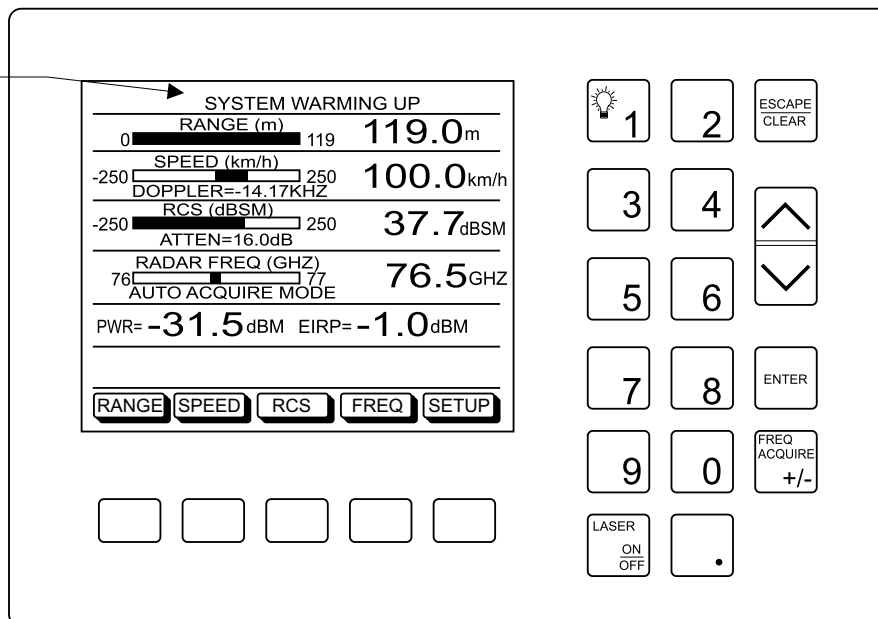 SYSTEM WARMING UP
RANGE (m)
0 119 119.0m
SPEED (km/h)
-250 250 100.0km/h
DOPPLER=-14.17KHZ
RCS (dBSM)
-250 250 37.7dBSM
ATTEN=16.0dB
RADAR FREQ (GHZ)
76 77 76.5GHZ
AUTO ACQUIRE MODE
PWR= -31.5dBM EIRP= -1.0dBM
RANGE SPEED RCS FREQ SETUP
1 2 ESCAPE
CLEAR
3 4
5 6
7 8 ENTER
9 0 FREQ
ACQUIRE
+/-
LASER
ON
OFF
.